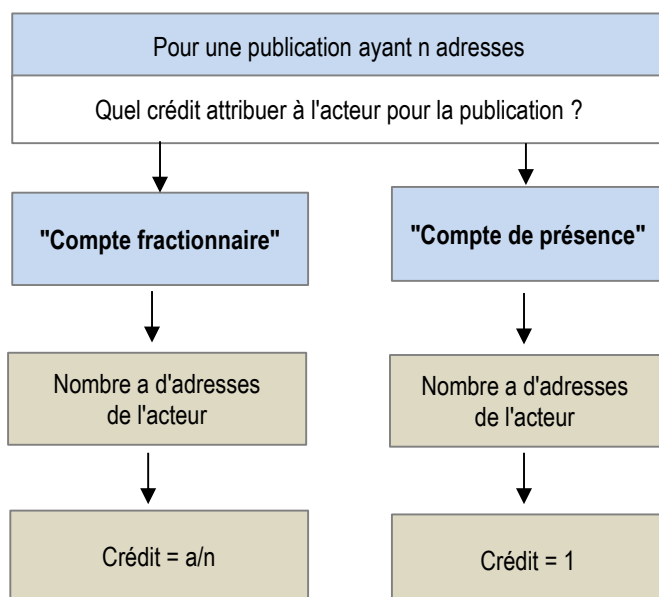 Pour une publication ayant n adresses
Quel crédit attribuer à l'acteur pour la publication ?
"Compte fractionnaire"
"Compte de présence"
Nombre a d'adresses
de l'acteur
Nombre a d'adresses
de l'acteur
Crédit = a/n
Crédit = 1